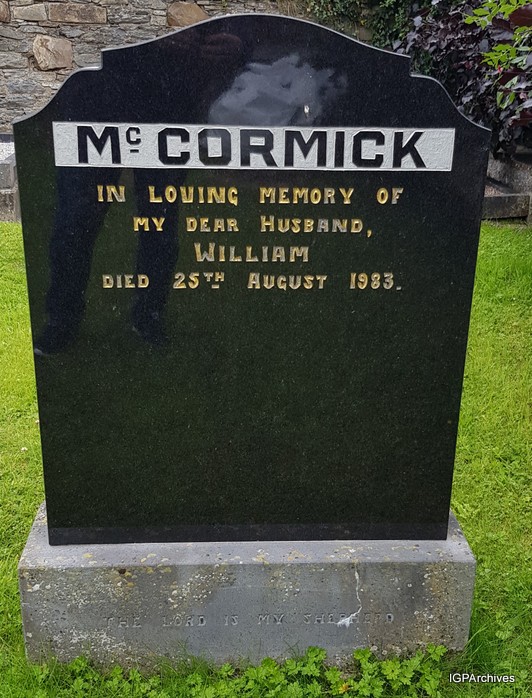 McCORMICK
IN LOVING MEMORY OF
MY DEAR HUSBAND,
WILLIAM
DIED 25TH AUGUST 1983.
THE LORD IS MY SHEPHERD
IGPArchives